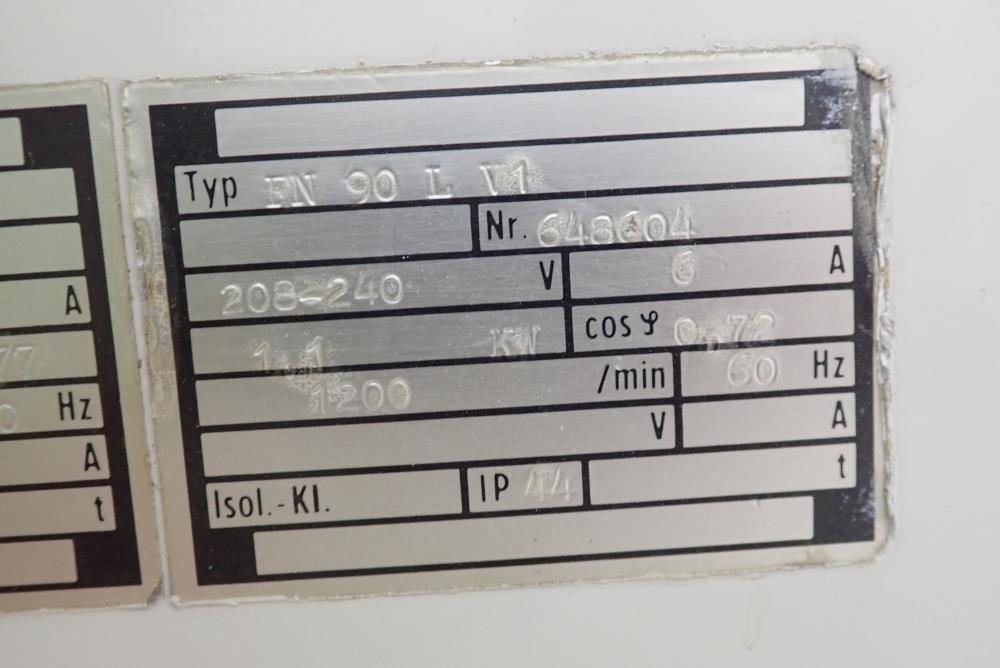 Typ FN 90 L V1
Nr. 648604
208-240 V 6 A
1,1 KW cos φ 0,72
1200 /min 60 Hz
V A
Isol.-Kl. IP 44 t
A
77
Hz
A
t